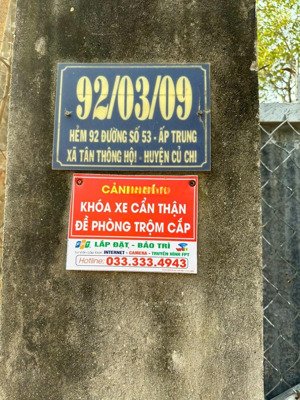 92/03/09
HẺM 92 ĐƯỜNG SỐ 53 - ẤP TRUNG
XÃ TÂN THÔNG HỘI - HUYỆN CỦ CHI
KHÓA XE CẨN THẬN
ĐỀ PHÒNG TRỘM CẮP
LẮP ĐẶT - BẢO TRÌ
INTERNET - CAMERA - TRUYỀN HÌNH FPT
Hotline: 033.333.4943